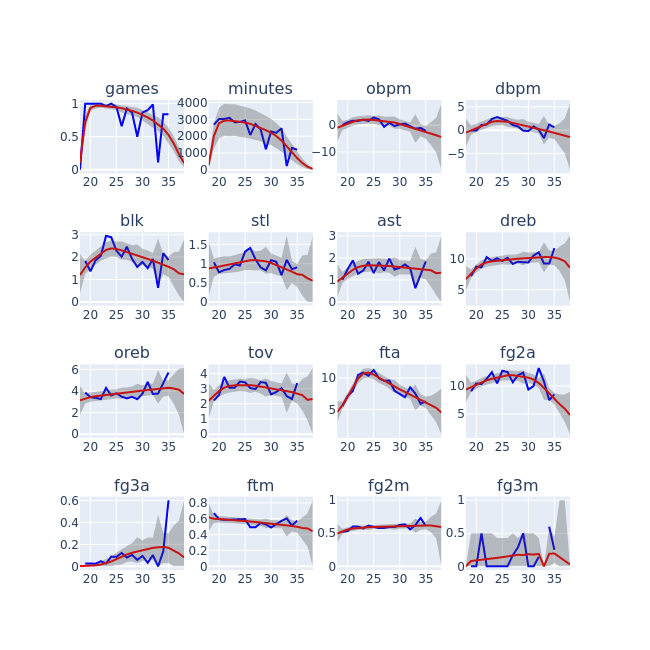 games minutes obpm dbpm
1 0.5 0
4000 3000 2000 1000 0
0 −10
5 0 −5
20 25 30 35 20 25 30 35 20 25 30 35 20 25 30 35
blk stl ast dreb
3 2 1 0
1.5 1 0.5 0
3 2 1 0
10 5
20 25 30 35 20 25 30 35 20 25 30 35 20 25 30 35
oreb tov fta fg2a
6 4 2 0
4 3 2 1 0
10 5
10 5
20 25 30 35 20 25 30 35 20 25 30 35 20 25 30 35
fg3a ftm fg2m fg3m
0.6 0.4 0.2 0
0.8 0.6 0.4 0.2 0
1 0.5 0
1 0.5 0
20 25 30 35 20 25 30 35 20 25 30 35 20 25 30 35